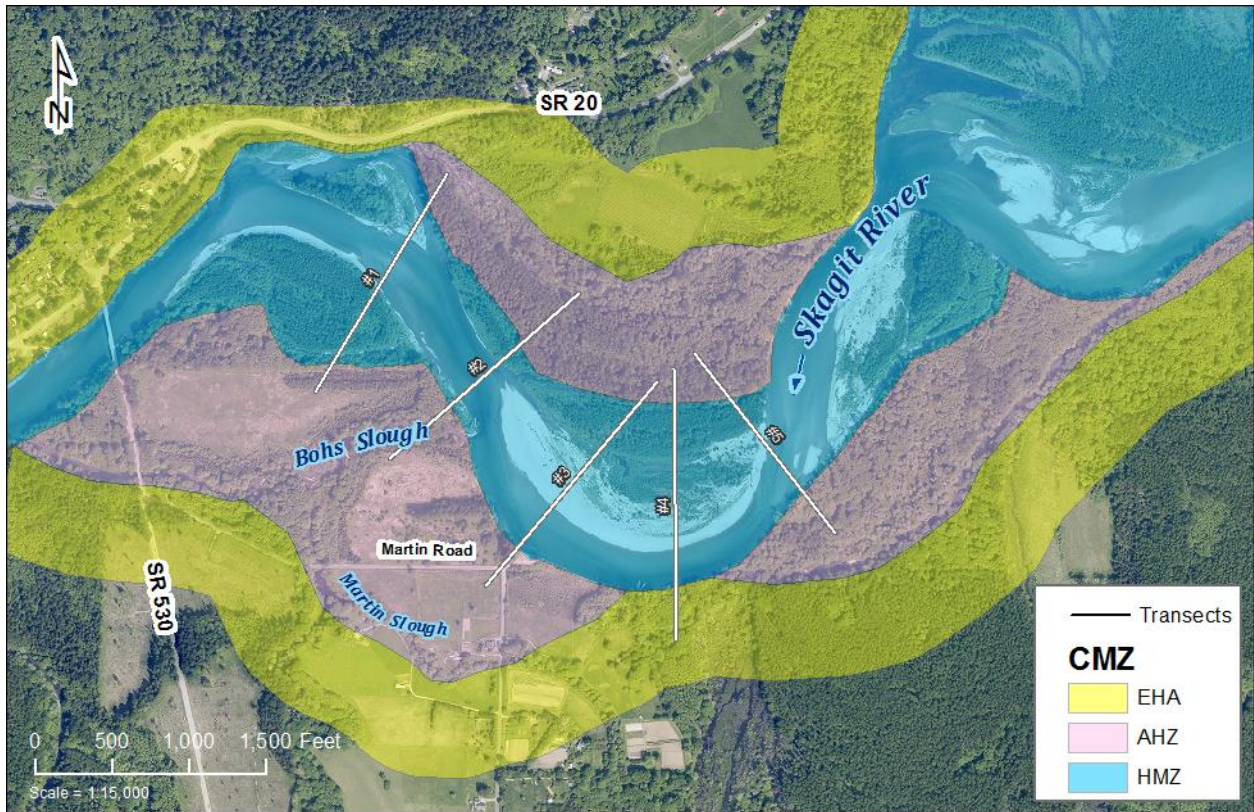 N
SR 20
#1
#2
#3
#4
#5
Skagit River
Bohs Slough
Martin Road
Martin Slough
SR 530
0 500 1,000 1,500 Feet
Scale = 1:15,000
Transects
CMZ
EHA
AHZ
HMZ